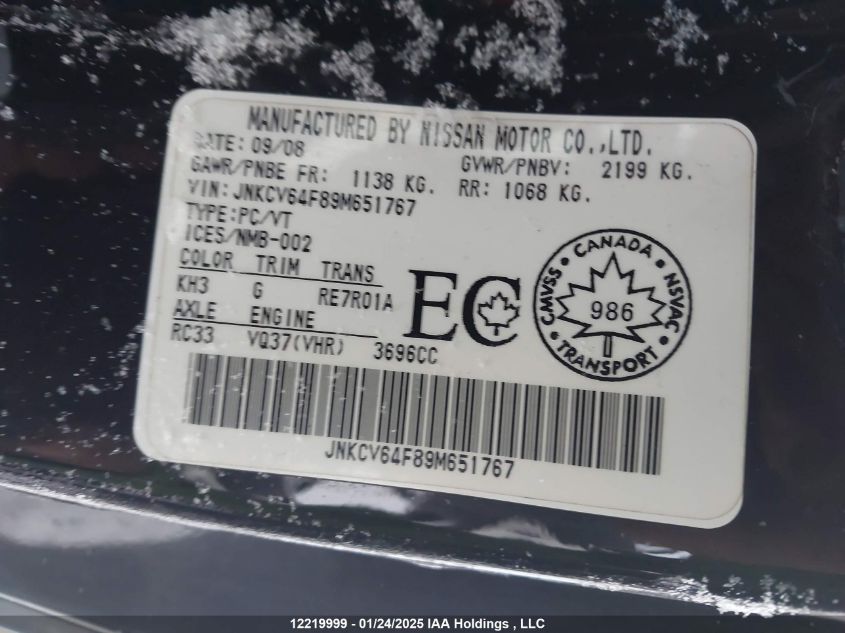 MANUFACTURED BY NISSAN MOTOR CO.,LTD.
DATE: 09/08 GVWR/PNBV: 2199 KG.
GAWR/PNBE FR: 1138 KG. RR: 1068 KG.
VIN: JNKCV64F89M651767
TYPE:PC/VT
ICES/NMB-002
COLOR TRIM TRANS
KH3 G RE7R01A
AXLE ENGINE
RC33 VQ37(VHR) 3696CC
EC
CANADA
CMVSS NSVAC
986
TRANSPORT
JNKCV64F89M651767
12219999 - 01/24/2025 IAA Holdings , LLC